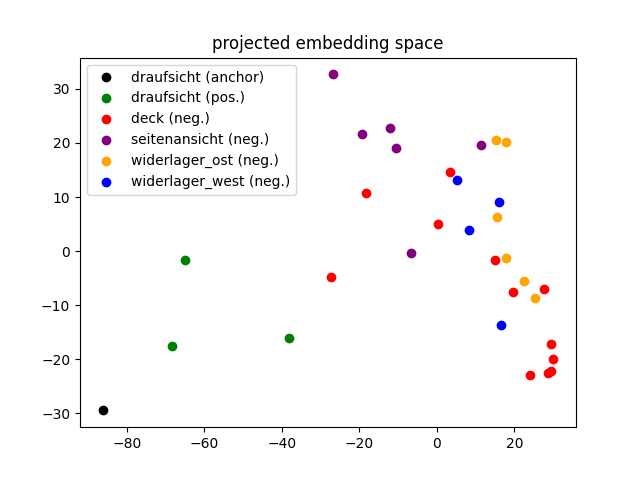 projected embedding space
draufsicht (anchor)
draufsicht (pos.)
deck (neg.)
seitenansicht (neg.)
widerlager_ost (neg.)
widerlager_west (neg.)
30
20
10
0
−10
−20
−30
−80
−60
−40
−20
0
20